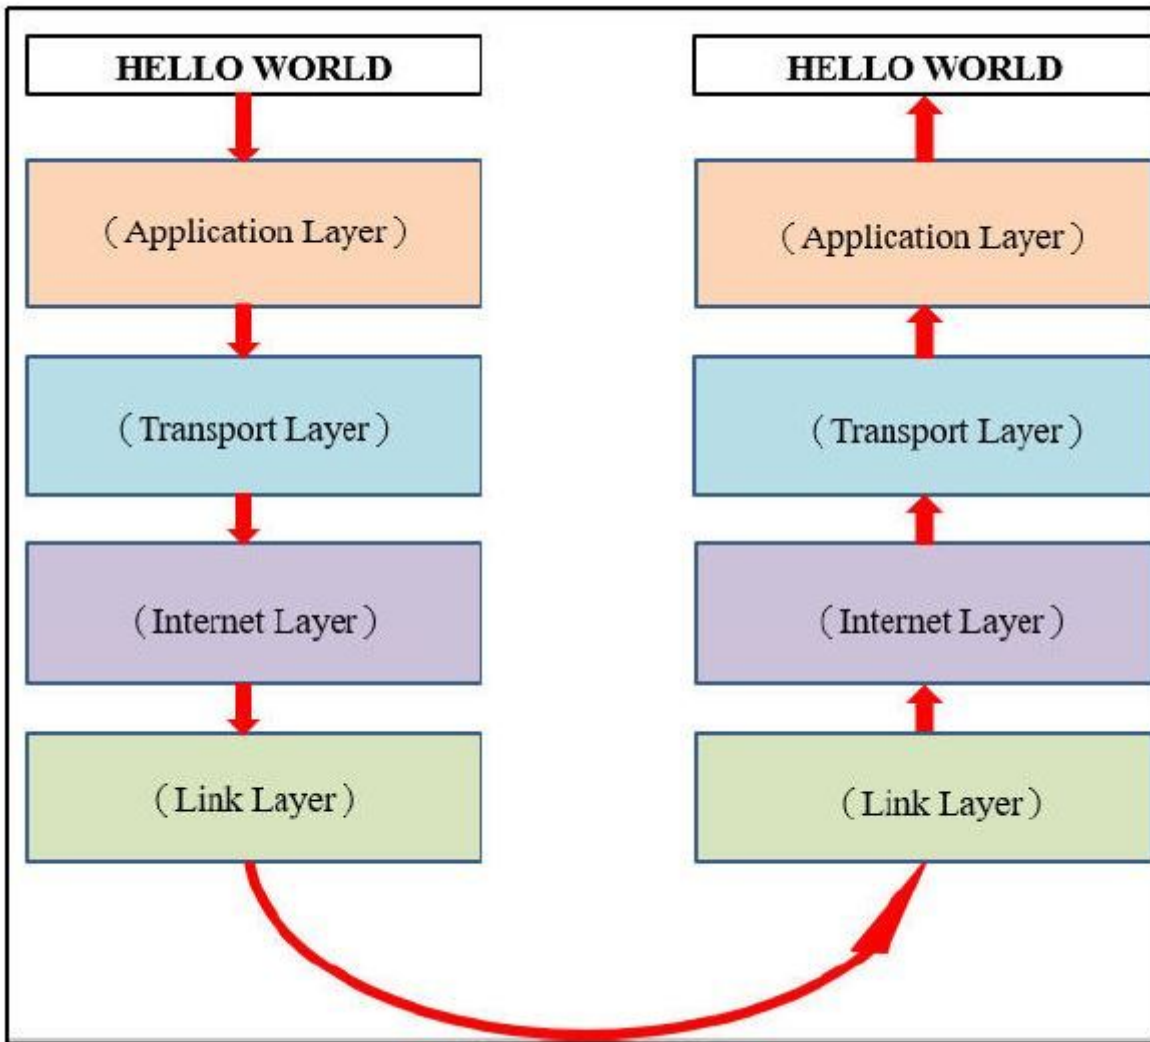 HELLO WORLD
（Application Layer）
（Transport Layer）
（Internet Layer）
（Link Layer）
HELLO WORLD
（Application Layer）
（Transport Layer）
（Internet Layer）
（Link Layer）